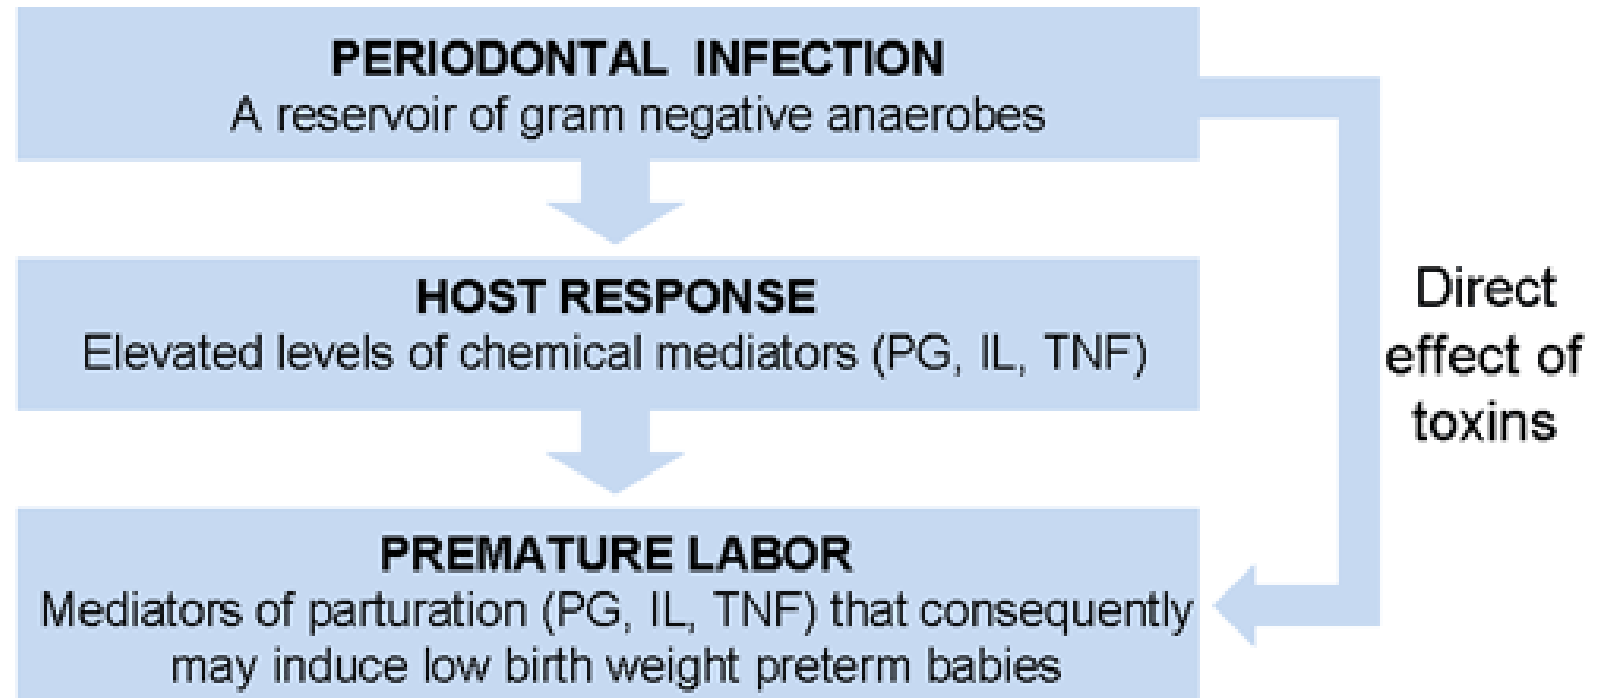 PERIODONTAL INFECTION
A reservoir of gram negative anaerobes
HOST RESPONSE
Elevated levels of chemical mediators (PG, IL, TNF)
PREMATURE LABOR
Mediators of parturation (PG, IL, TNF) that consequently
may induce low birth weight preterm babies
Direct
effect of
toxins